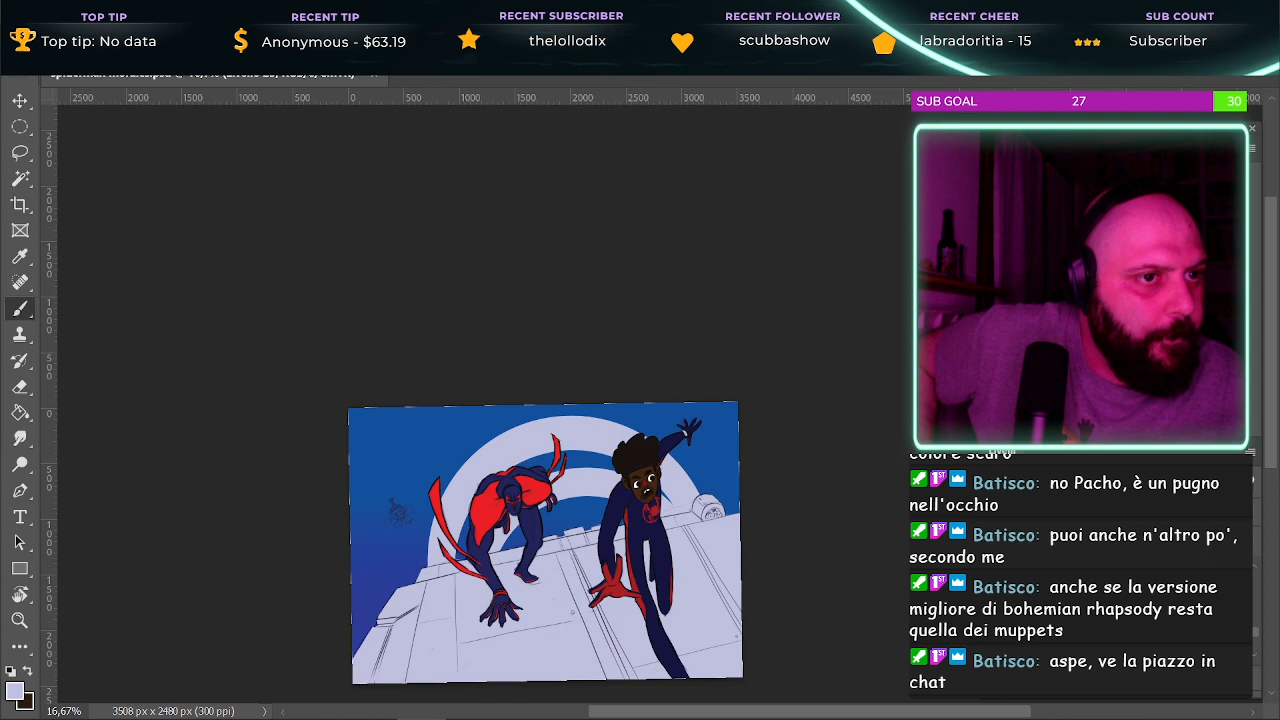 TOP TIP
Top tip: No data
RECENT TIP
Anonymous - $63.19
RECENT SUBSCRIBER
thelollodix
RECENT FOLLOWER
scubbashow
RECENT CHEER
labradoritia - 15
SUB COUNT
Subscriber
2500 2000 1500 1000 500 0 500 1000 1500 2000 2500 3000 3500 4000 4500
SUB GOAL 27 30
Batisco: no Pacho, è un pugno
nell'occhio
Batisco: puoi anche n'altro po',
secondo me
Batisco: anche se la versione
migliore di bohemian rhapsody resta
quella dei muppets
Batisco: aspe, ve la piazzo in
chat
16,67% 3508 px x 2480 px (300 ppi)